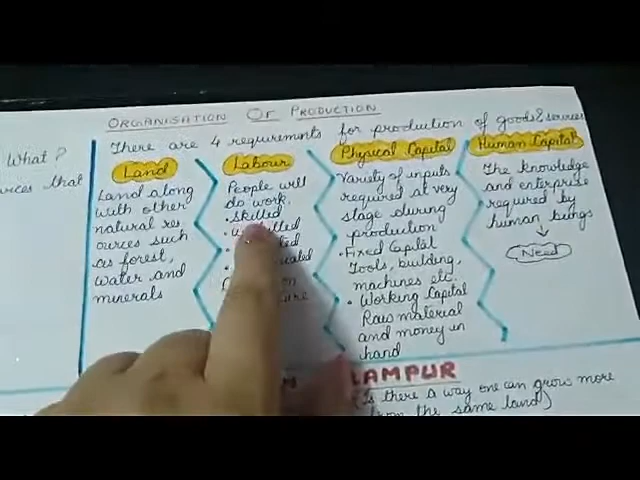 ORGANISATION OF PRODUCTION
There are 4 requirements for production of goods & sources
What?
urces that
Land
Land along
with other
natural res
ources such
as forest,
water and
minerals
Labour
People will
do work.
• Skilled
Physical Capital
Variety of inputs
required at very
stage during
production
• Fixed Capital
Tools, building,
machines etc.
• Working Capital
Raw material
and money in
hand
Human Capital
The knowledge
and enterprize
required by
human beings
Need
LAMPUR
(Is there a way one can grow more
from the same land)